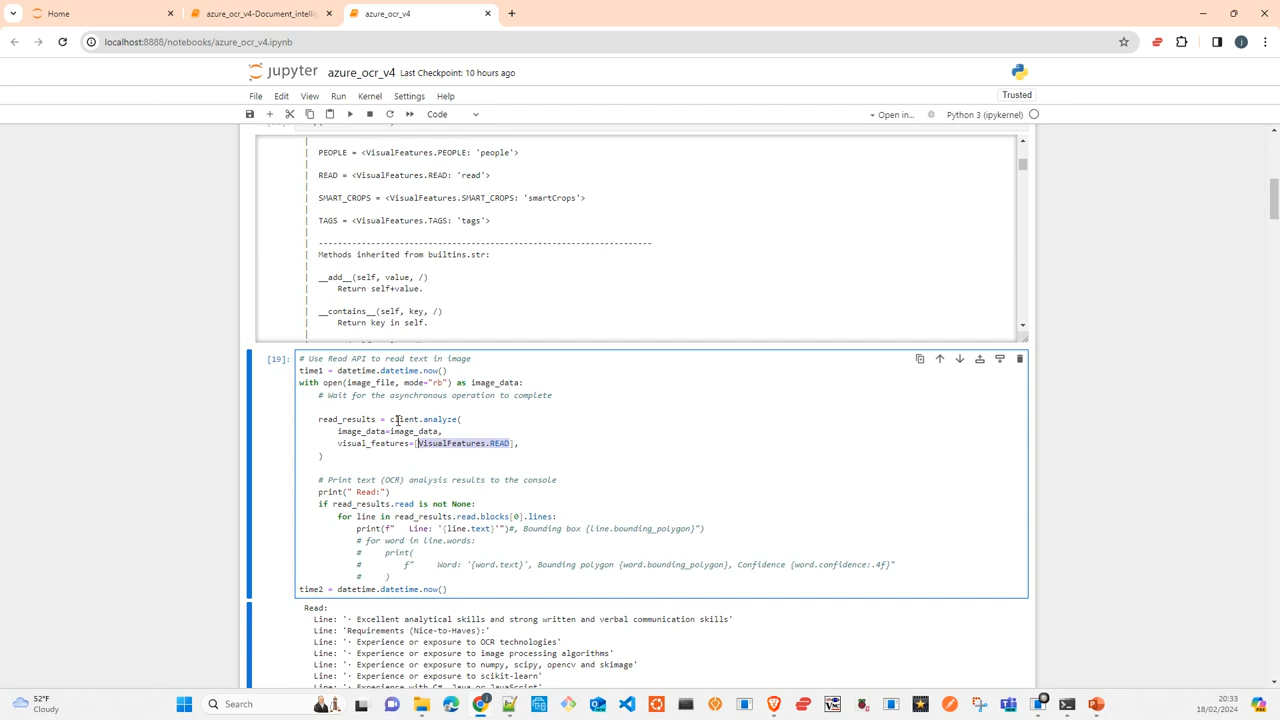 Home
azure_ocr_v4-Document_intellig
azure_ocr_v4
localhost:8888/notebooks/azure_ocr_v4.ipynb
jupyter azure_ocr_v4 Last Checkpoint: 10 hours ago
File Edit View Run Kernel Settings Help
Trusted
Code
Open in...
Python 3 (ipykernel)
| PEOPLE = <VisualFeatures.PEOPLE: 'people'>
|
| READ = <VisualFeatures.READ: 'read'>
|
| SMART_CROPS = <VisualFeatures.SMART_CROPS: 'smartCrops'>
|
| TAGS = <VisualFeatures.TAGS: 'tags'>
|
| ----------------------------------------------------------------------
| Methods inherited from builtins.str:
|
| __add__(self, value, /)
|     Return self+value.
|
| __contains__(self, key, /)
|     Return key in self.
|
[19]:
# Use Read API to read text in image
time1 = datetime.datetime.now()
with open(image_file, mode="rb") as image_data:
    # Wait for the asynchronous operation to complete
    read_results = client.analyze(
        image_data=image_data,
        visual_features=[VisualFeatures.READ],
    )
    # Print text (OCR) analysis results to the console
    print(" Read:")
    if read_results.read is not None:
        for line in read_results.read.blocks[0].lines:
            print(f"   Line: '{line.text}'")#, Bounding box {line.bounding_polygon}")
            # for word in line.words:
            #     print(
            #         f"     Word: '{word.text}', Bounding polygon {word.bounding_polygon}, Confidence {word.confidence:.4f}"
            #     )
time2 = datetime.datetime.now()
Read:
Line: '· Excellent analytical skills and strong written and verbal communication skills'
Line: 'Requirements (Nice-to-Haves):'
Line: '· Experience or exposure to OCR technologies'
Line: '· Experience or exposure to image processing algorithms'
Line: '· Experience or exposure to numpy, scipy, opencv and skimage'
Line: '· Experience or exposure to scikit-learn'
52°F
Cloudy
Search
20:33
18/02/2024